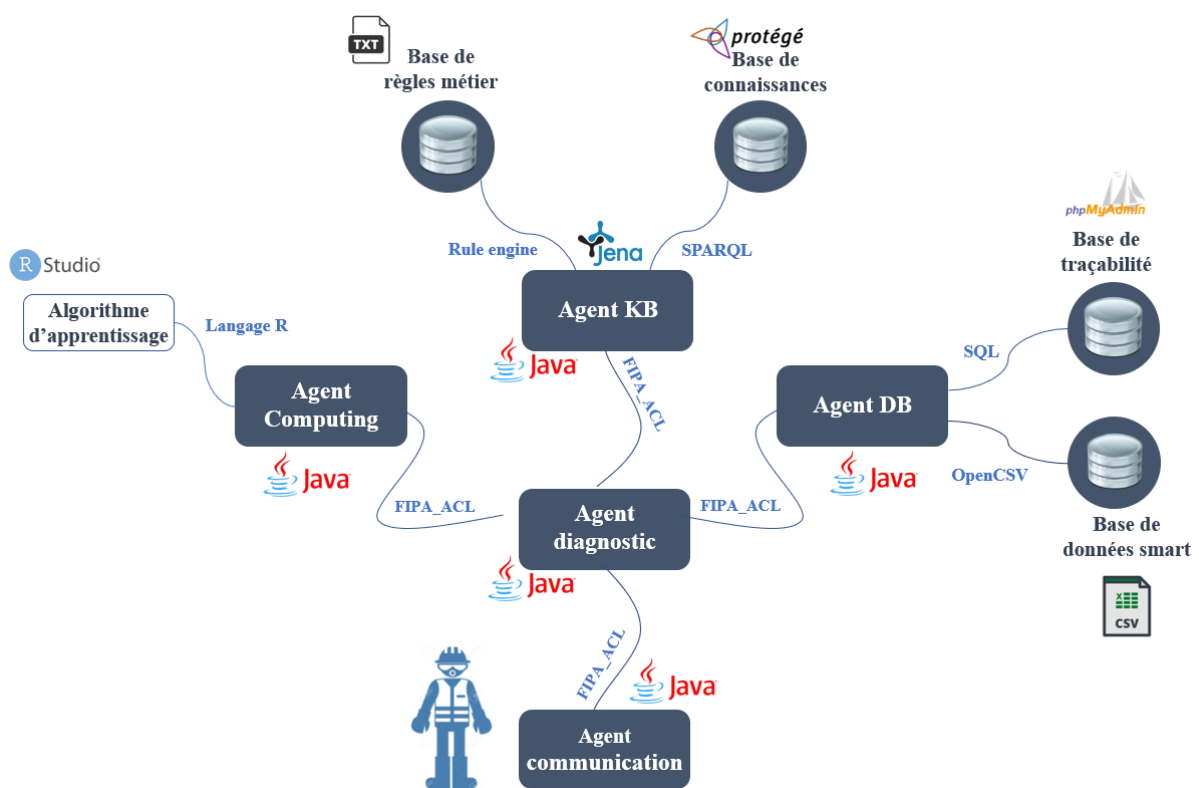 TXT
Base de
règles métier
protégé
Base de
connaissances
phpMyAdmin
Base de
traçabilité
Rule engine
Jena
SPARQL
R Studio
Algorithme
d'apprentissage
Langage R
Agent KB
Java
FIPA_ACL
SQL
Agent
Computing
Java
Agent DB
Java
OpenCSV
FIPA_ACL
Agent
diagnostic
FIPA_ACL
Java
Base de
données smart
CSV
FIPA_ACL
Java
Agent
communication